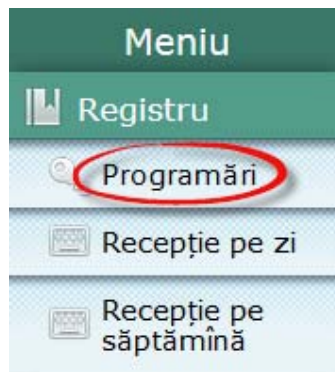 Meniu
Registru
Programări
Recepție pe zi
Recepție pe
săptămînă